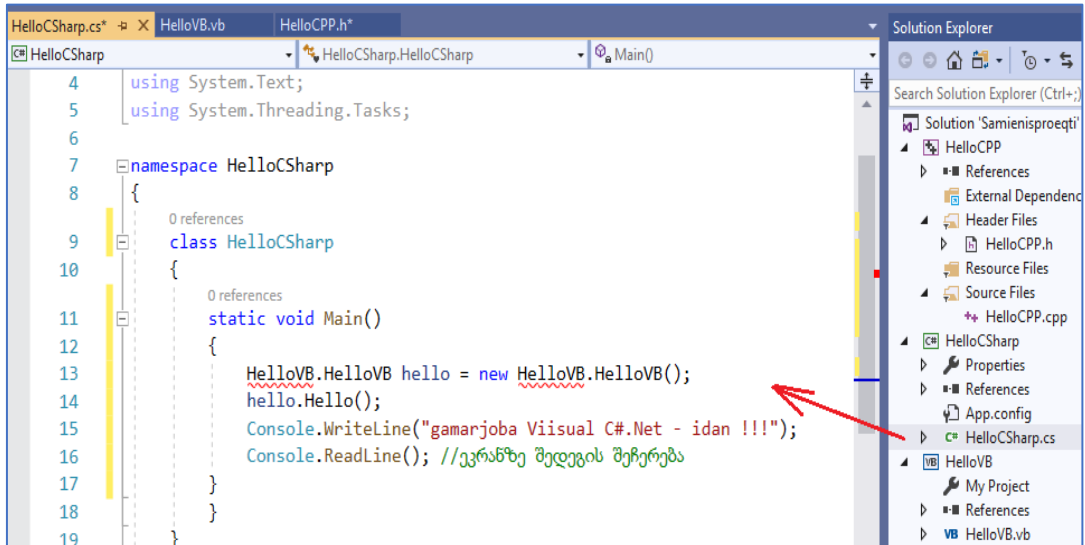 HelloCSharp.cs* HelloVB.vb HelloCPP.h*
C# HelloCSharp HelloCSharp.HelloCSharp Main()
4 using System.Text;
5 using System.Threading.Tasks;
6
7 namespace HelloCSharp
8 {
0 references
9 class HelloCSharp
10 {
0 references
11 static void Main()
12 {
13 HelloVB.HelloVB hello = new HelloVB.HelloVB();
14 hello.Hello();
15 Console.WriteLine("gamarjoba Viisual C#.Net - idan !!!");
16 Console.ReadLine(); //ეკრანზე შედეგის შეჩერება
17 }
18 }
19 }
Solution Explorer
Search Solution Explorer (Ctrl+;)
Solution 'Samienisproeqti'
HelloCPP
References
External Dependenc
Header Files
HelloCPP.h
Resource Files
Source Files
++ HelloCPP.cpp
C# HelloCSharp
Properties
References
App.config
C# HelloCSharp.cs
VB HelloVB
My Project
References
VB HelloVB.vb